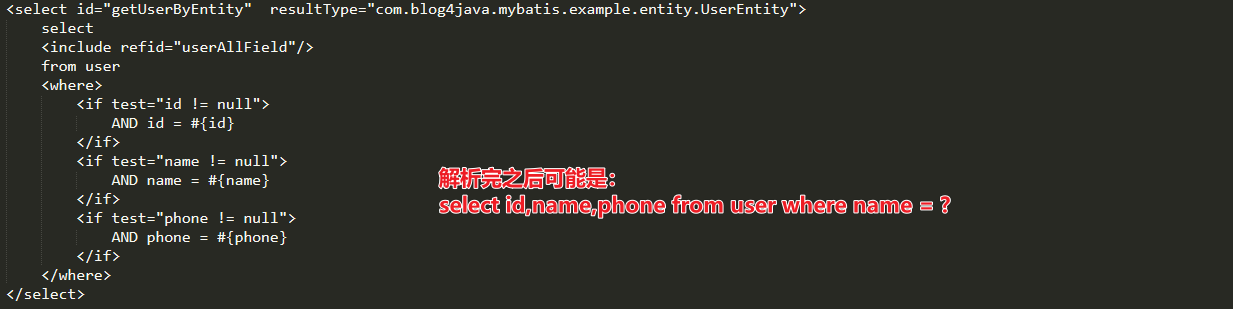 <select id="getUserByEntity"  resultType="com.blog4java.mybatis.example.entity.UserEntity">
    select
    <include refid="userAllField"/>
    from user
    <where>
        <if test="id != null">
            AND id = #{id}
        </if>
        <if test="name != null">
            AND name = #{name}
        </if>
        <if test="phone != null">
            AND phone = #{phone}
        </if>
    </where>
</select>
解析完之后可能是：
select id,name,phone from user where name = ?